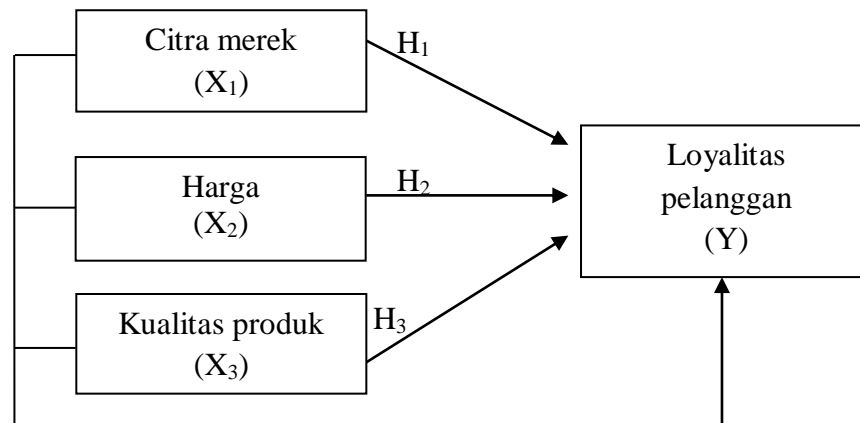 Citra merek
(X₁)
H₁
Harga
(X₂)
H₂
Kualitas produk
(X₃)
H₃
Loyalitas
pelanggan
(Y)